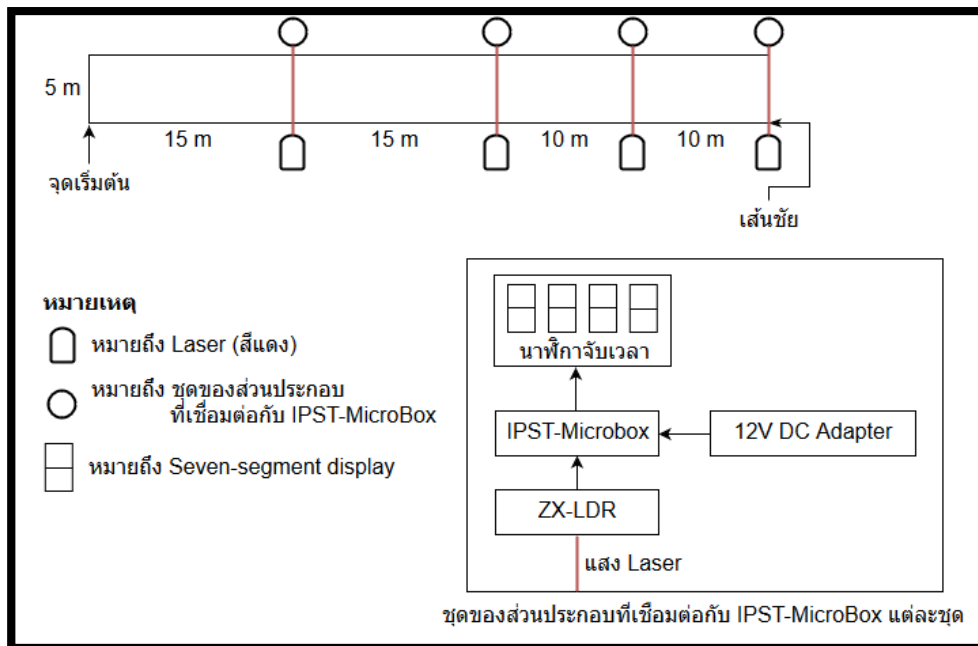 5 m
15 m
15 m
10 m
10 m
จุดเริ่มต้น
เส้นชัย
หมายเหตุ
หมายถึง Laser (สีแดง)
หมายถึง ชุดของส่วนประกอบ
ที่เชื่อมต่อกับ IPST-MicroBox
หมายถึง Seven-segment display
นาฬิกาจับเวลา
IPST-Microbox
12V DC Adapter
ZX-LDR
แสง Laser
ชุดของส่วนประกอบที่เชื่อมต่อกับ IPST-MicroBox แต่ละชุด